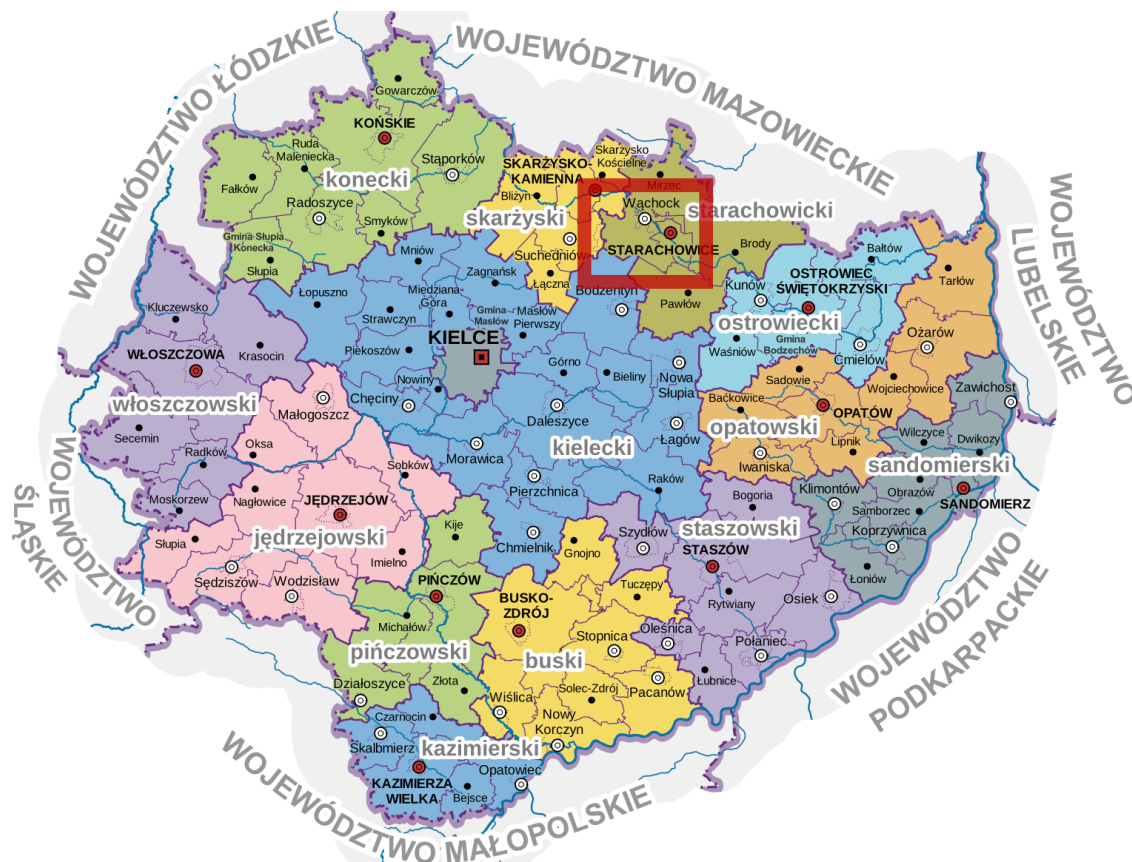 WOJEWÓDZTWO ŁÓDZKIE
WOJEWÓDZTWO MAZOWIECKIE
Gowarczów
KOŃSKIE
Ruda
Maleniecka
Stąporków
Fałków
konecki
Radoszyce
Smyków
Gmina Słupia
Konecka
Słupia
SKARŻYSKO-
KAMIENNA
Skarżysko
Kościelne
Bliżyn
skarżyski
Suchedniów
Łączna
Mirzec
Wąchock
starachowicki
STARACHOWICE
Brody
Pawłów
Bałtów
OSTROWIEC
ŚWIĘTOKRZYSKI
Kunów
ostrowiecki
Waśniów
Gmina
Bodzechów
Ćmielów
Tarłów
Ożarów
WOJEWÓDZTWO
LUBELSKIE
Mniów
Zagnańsk
Łopuszno
Miedziana
Góra
Strawczyn
Gmina
Masłów
Masłów
Pierwszy
Bodzentyn
KIELCE
Piekoszów
Górno
Bieliny
Nowa
Słupia
Nowiny
Chęciny
Daleszyce
Morawica
kielecki
Łagów
Pierzchnica
Raków
Chmielnik
Kluczewsko
WŁOSZCZOWA
Krasocin
włoszczowski
Secemin
Radków
Moskorzew
Małogoszcz
Oksa
Sobków
Nagłowice
JĘDRZEJÓW
jędrzejowski
Słupia
Imielno
Sędziszów
Wodzisław
WOJEWÓDZTWO
ŚLĄSKIE
Sadowie
Wojciechowice
Baćkowice
OPATÓW
opatowski
Lipnik
Iwaniska
Zawichost
Wilczyce
Dwikozy
sandomierski
Klimontów
Obrazów
SANDOMIERZ
Samborzec
Koprzywnica
Łoniów
Bogoria
Szydłów
staszowski
STASZÓW
Rytwiany
Osiek
Oleśnica
Połaniec
Łubnice
Kije
PIŃCZÓW
Michałów
pińczowski
Działoszyce
Złota
Gnojno
BUSKO-
ZDRÓJ
Tuczępy
Stopnica
buski
Pacanów
Solec-Zdrój
Wiślica
Nowy
Korczyn
Czarnocin
Skalbmierz
kazimierski
KAZIMIERZA
WIELKA
Opatowiec
Bejsce
WOJEWÓDZTWO MAŁOPOLSKIE
WOJEWÓDZTWO
PODKARPACKIE